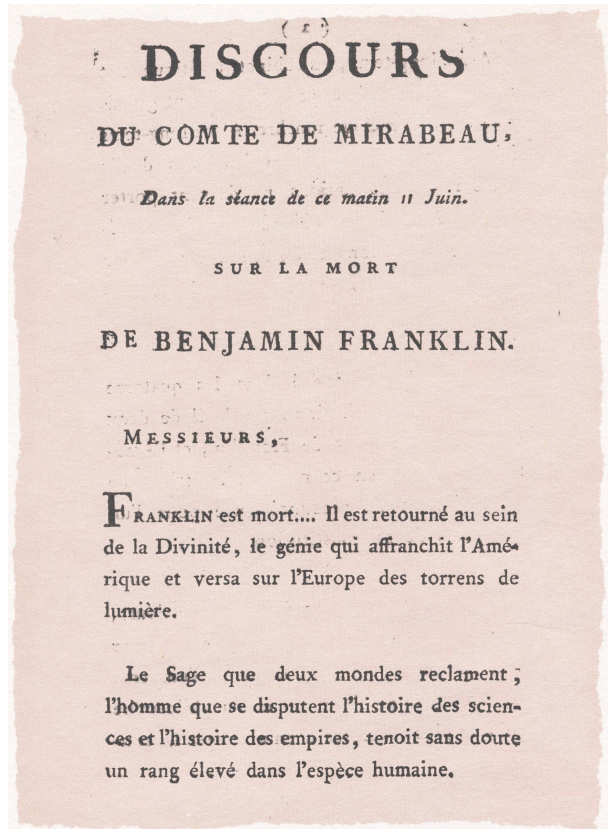 ( 2 )
DISCOURS
DU COMTE DE MIRABEAU,
Dans la séance de ce matin 11 Juin.
SUR LA MORT
DE BENJAMIN FRANKLIN.
MESSIEURS,
FRANKLIN est mort.... Il est retourné au sein
de la Divinité, le génie qui affranchit l'Amé-
rique et versa sur l'Europe des torrens de
lumière.
Le Sage que deux mondes reclament,
l'homme que se disputent l'histoire des scien-
ces et l'histoire des empires, tenoit sans doute
un rang élevé dans l'espèce humaine.